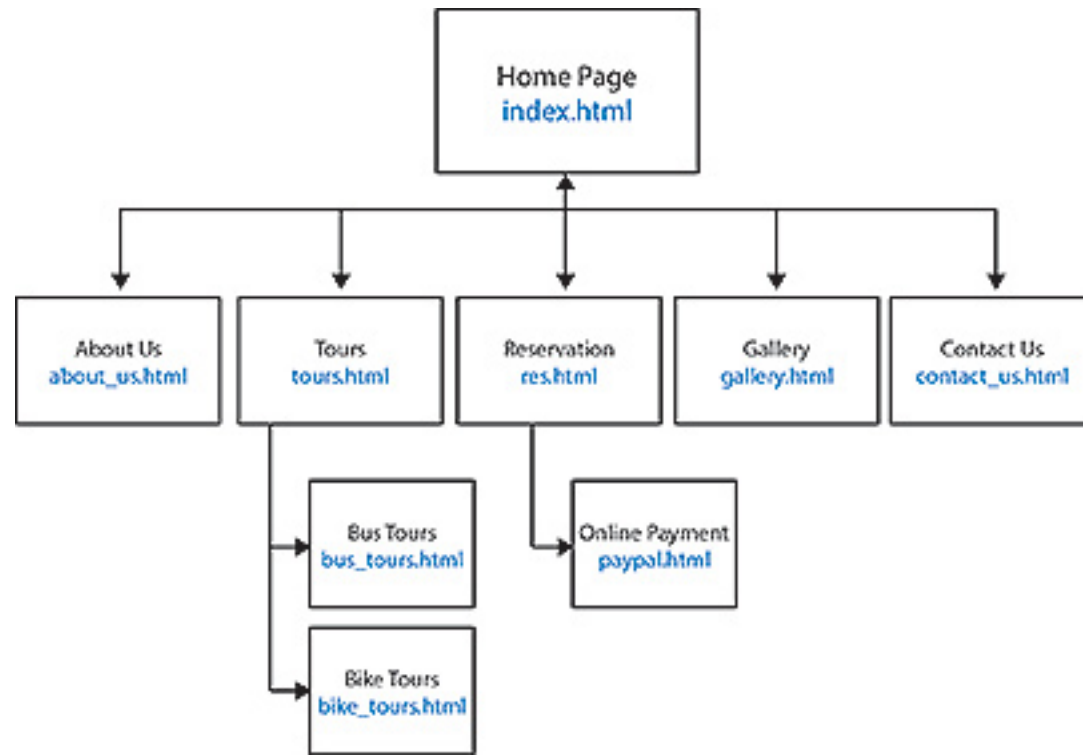 Home Page
index.html
About Us
about_us.html
Tours
tours.html
Reservation
res.html
Gallery
gallery.html
Contact Us
contact_us.html
Bus Tours
bus_tours.html
Online Payment
paypal.html
Bike Tours
bike_tours.html